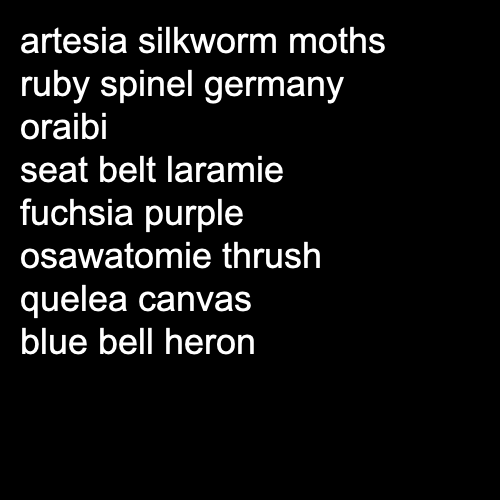 artesia silkworm moths
ruby spinel germany
oraibi
seat belt laramie
fuchsia purple
osawatomie thrush
quelea canvas
blue bell heron